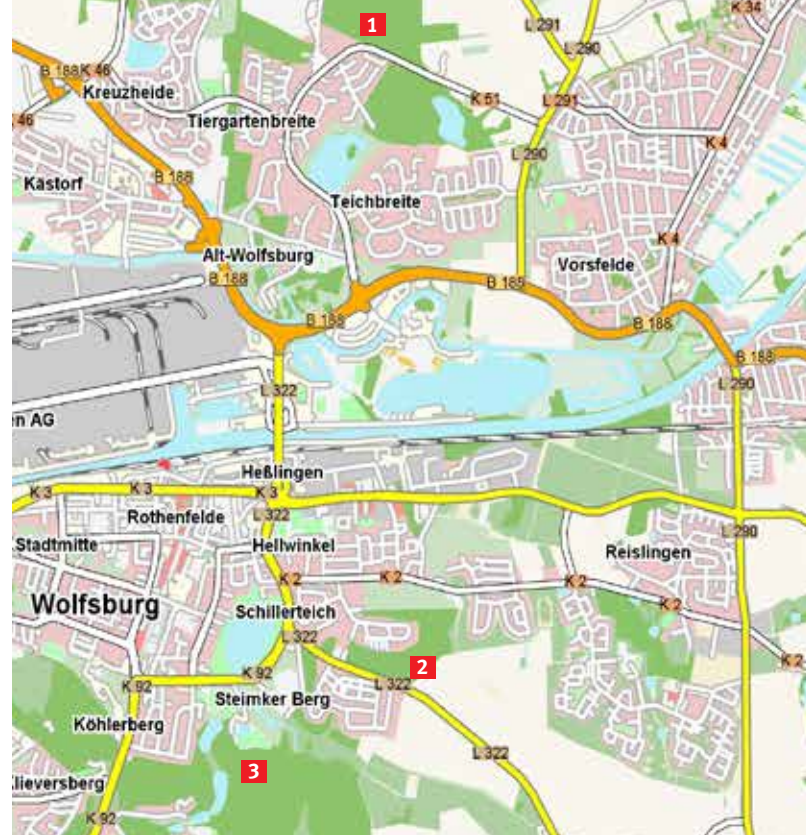 K 34
1
L 291
L 290
B 188
K 46
Kreuzheide
K 51
L 291
46
Tiergartenbreite
K 4
L 290
Kästorf
B 188
Teichbreite
K 4
Alt-Wolfsburg
Vorsfelde
B 188
B 188
B 188
B 188
B 188
L 290
L 322
n AG
Heßlingen
K 3
K 3
K 3
Rothenfelde
L 322
L 290
Stadtmitte
Hellwinkel
Reislingen
K 2
K 2
K 2
Wolfsburg
Schillerteich
K 2
L 322
K 2
K 92
2
K 92
L 322
Steimker Berg
Köhlerberg
L 322
3
Klieversberg
K 92